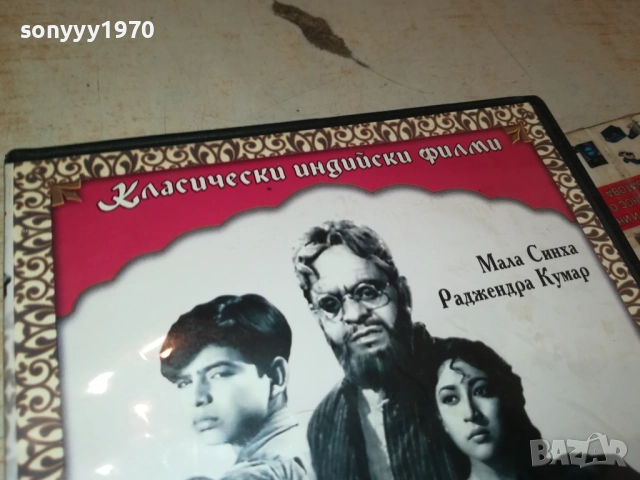 sonyyy1970
Класически индийски филми
Мала Синха
Раджендра Кумар
BAZAR